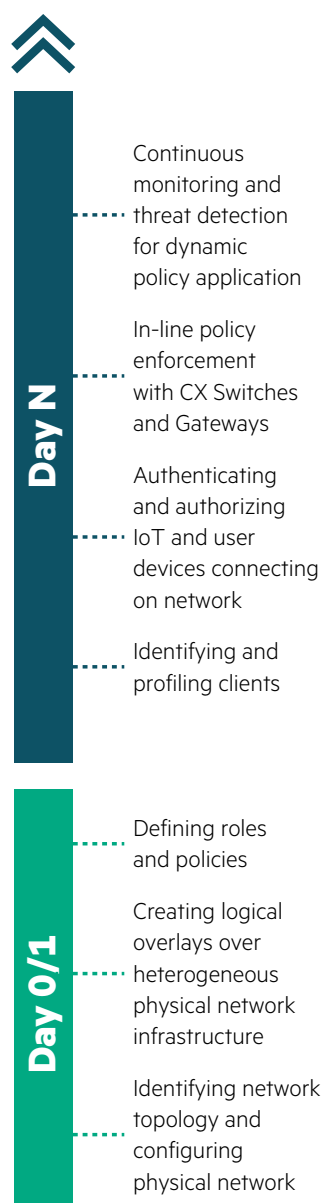 Day N
Continuous
monitoring and
threat detection
for dynamic
policy application
In-line policy
enforcement
with CX Switches
and Gateways
Authenticating
and authorizing
IoT and user
devices connecting
on network
Identifying and
profiling clients
Day 0/1
Defining roles
and policies
Creating logical
overlays over
heterogeneous
physical network
infrastructure
Identifying network
topology and
configuring
physical network